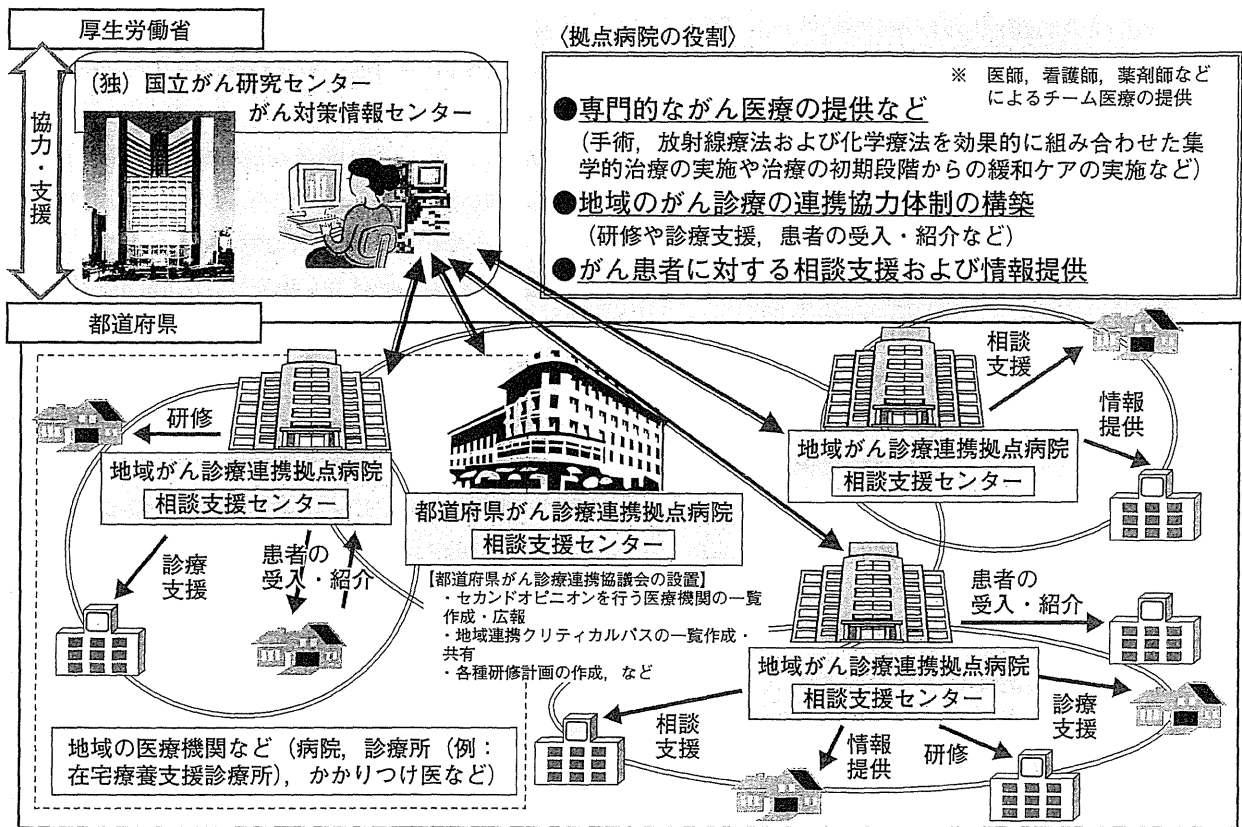 厚生労働省
協力・支援
(独)国立がん研究センター
がん対策情報センター
〈拠点病院の役割〉
※ 医師，看護師，薬剤師など
によるチーム医療の提供
●専門的ながん医療の提供など
(手術，放射線療法および化学療法を効果的に組み合わせた集
学的治療の実施や治療の初期段階からの緩和ケアの実施など)
●地域のがん診療の連携協力体制の構築
(研修や診療支援，患者の受入・紹介など)
●がん患者に対する相談支援および情報提供
都道府県
研修
地域がん診療連携拠点病院
相談支援センター
診療
支援
患者の
受入・紹介
都道府県がん診療連携拠点病院
相談支援センター
【都道府県がん診療連携協議会の設置】
・セカンドオピニオンを行う医療機関の一覧
作成・広報
・地域連携クリティカルパスの一覧作成・
共有
・各種研修計画の作成，など
地域の医療機関など(病院，診療所(例：
在宅療養支援診療所)，かかりつけ医など)
相談
支援
情報
提供
地域がん診療連携拠点病院
相談支援センター
患者の
受入・紹介
地域がん診療連携拠点病院
相談支援センター
相談
支援
情報
提供
研修
診療
支援